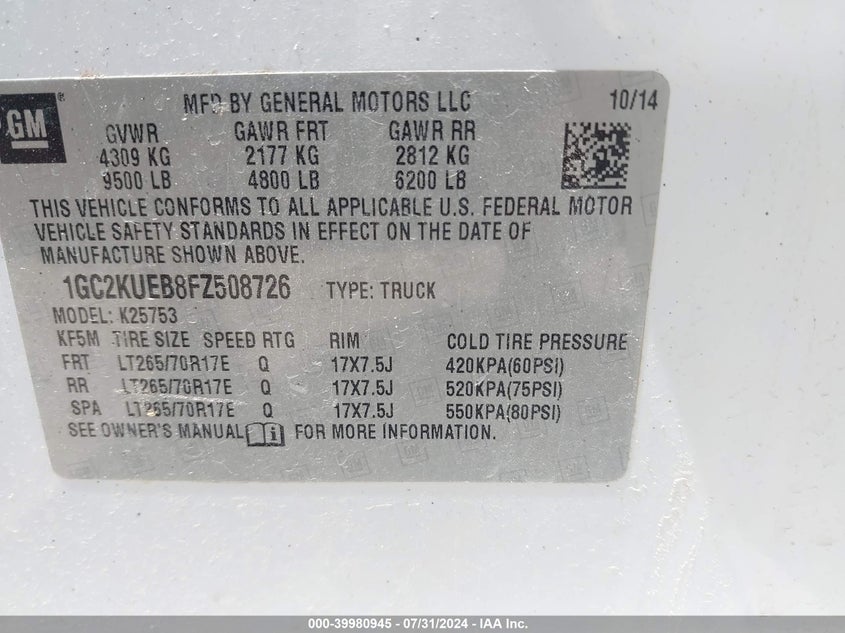 GM ® MFD BY GENERAL MOTORS LLC 10/14
GVWR GAWR FRT GAWR RR
4309 KG 2177 KG 2812 KG
9500 LB 4800 LB 6200 LB
THIS VEHICLE CONFORMS TO ALL APPLICABLE U.S. FEDERAL MOTOR
VEHICLE SAFETY STANDARDS IN EFFECT ON THE DATE OF
MANUFACTURE SHOWN ABOVE.
1GC2KUEB8FZ508726 TYPE: TRUCK
MODEL: K25753
KF5M TIRE SIZE SPEED RTG RIM COLD TIRE PRESSURE
FRT LT265/70R17E Q 17X7.5J 420KPA(60PSI)
RR LT265/70R17E Q 17X7.5J 520KPA(75PSI)
SPA LT265/70R17E Q 17X7.5J 550KPA(80PSI)
SEE OWNER'S MANUAL i FOR MORE INFORMATION.
000-39980945 - 07/31/2024 - IAA Inc.